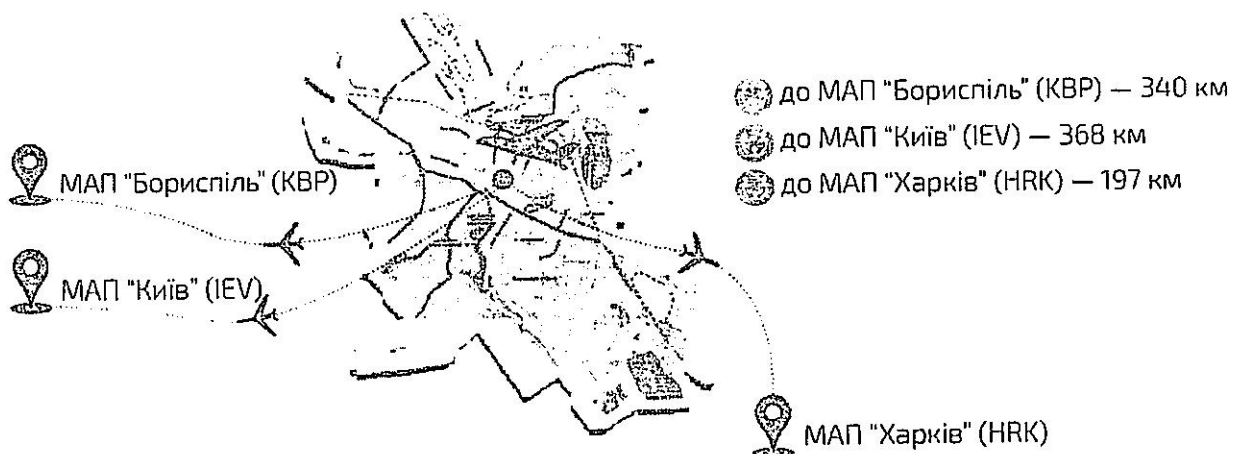 до МАП "Бориспіль" (KBP) — 340 км
до МАП "Київ" (IEV) — 368 км
до МАП "Харків" (HRK) — 197 км
МАП "Бориспіль" (KBP)
МАП "Київ" (IEV)
МАП "Харків" (HRK)